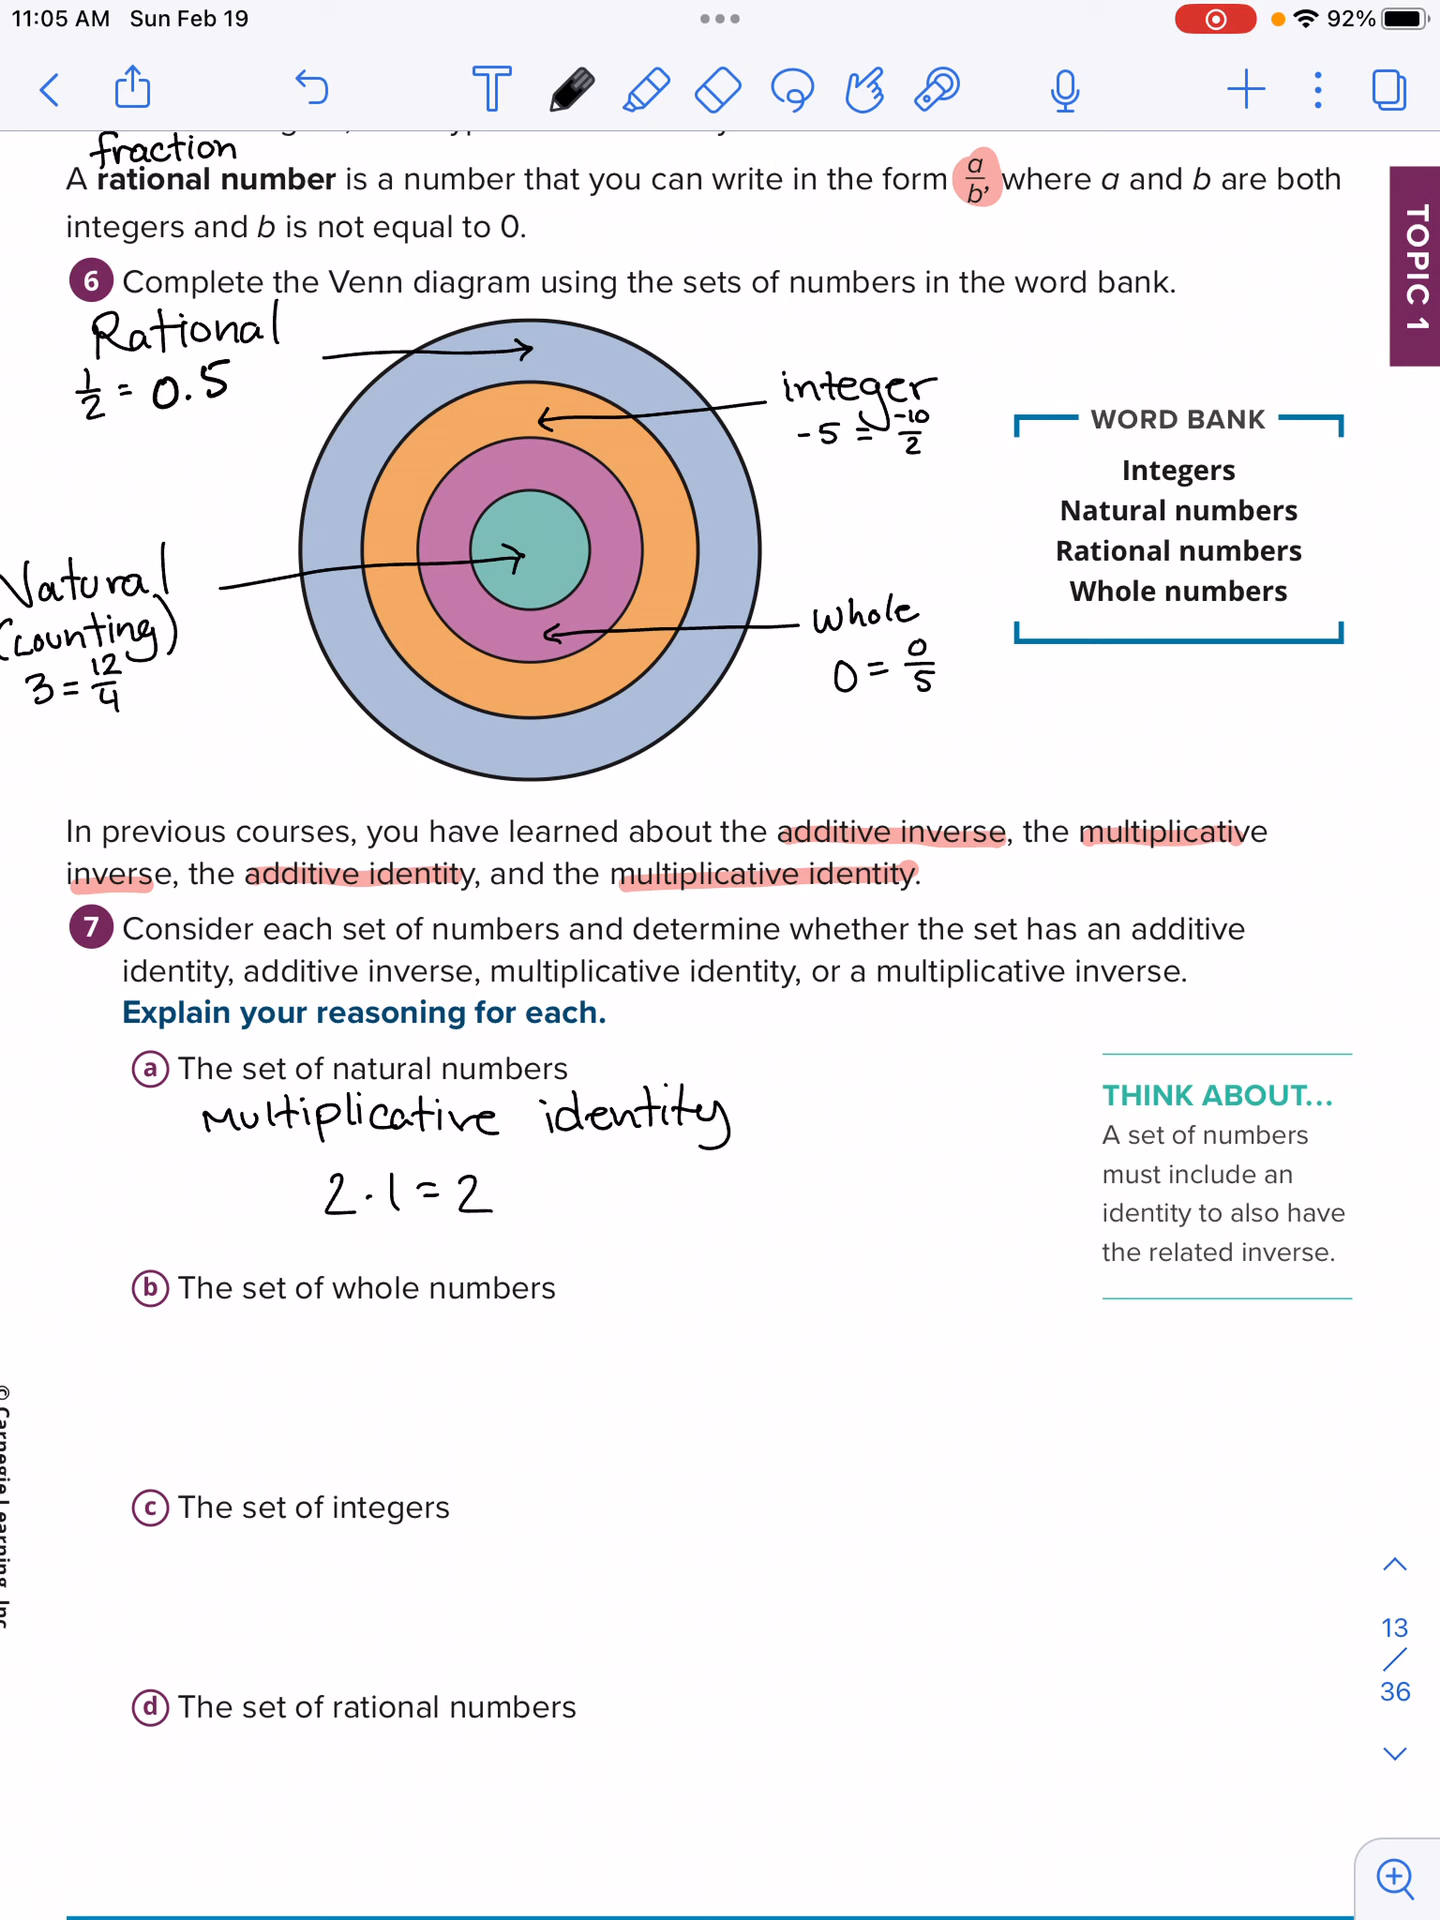 11:05 AM Sun Feb 19
92%
fraction
A rational number is a number that you can write in the form a/b, where a and b are both
integers and b is not equal to 0.
TOPIC 1
6 Complete the Venn diagram using the sets of numbers in the word bank.
Rational
1/2 = 0.5
integer
-5 = -10/2
WORD BANK
Integers
Natural numbers
Rational numbers
Whole numbers
Natural
(counting)
3 = 12/4
whole
0 = 0/5
In previous courses, you have learned about the additive inverse, the multiplicative
inverse, the additive identity, and the multiplicative identity.
7 Consider each set of numbers and determine whether the set has an additive
identity, additive inverse, multiplicative identity, or a multiplicative inverse.
Explain your reasoning for each.
a The set of natural numbers
Multiplicative identity
2 · 1 = 2
THINK ABOUT...
A set of numbers
must include an
identity to also have
the related inverse.
b The set of whole numbers
© Carnegie Learning, Inc
c The set of integers
13
/
36
d The set of rational numbers